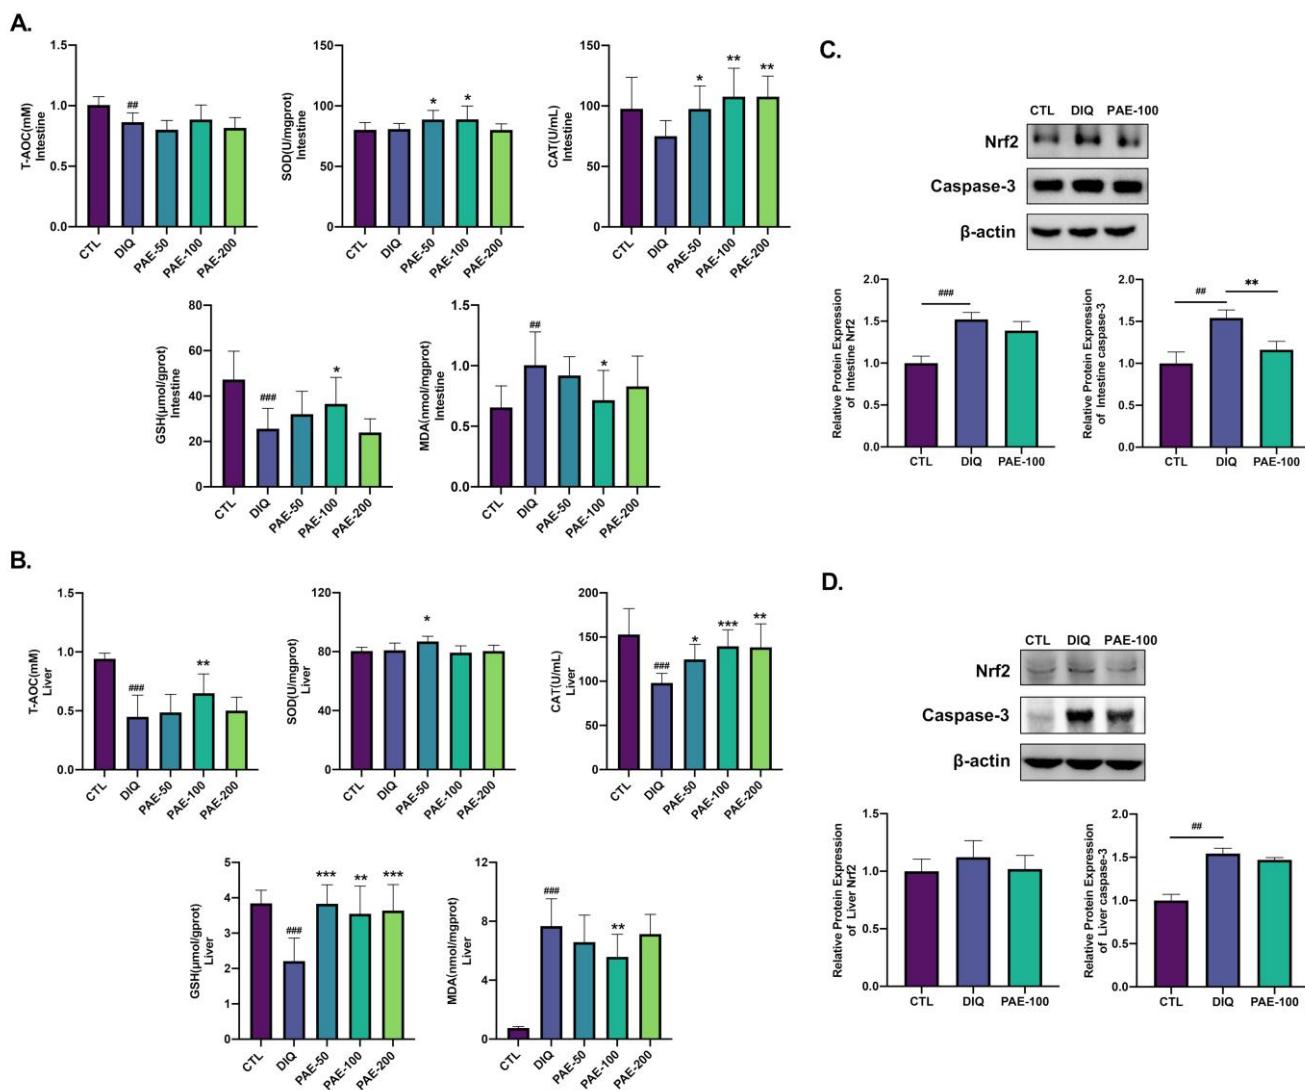 A.
T-AOC(mM)
Intestine
1.5
1.0
0.5
0.0
##
CTL
DIQ
PAE-50
PAE-100
PAE-200
SOD(U/mgprot)
Intestine
150
100
50
0
*
*
CTL
DIQ
PAE-50
PAE-100
PAE-200
CAT(U/mL)
Intestine
150
100
50
0
*
**
**
CTL
DIQ
PAE-50
PAE-100
PAE-200
GSH(μmol/gprot)
Intestine
80
60
40
20
0
###
*
CTL
DIQ
PAE-50
PAE-100
PAE-200
MDA(nmol/mgprot)
Intestine
1.5
1.0
0.5
0.0
##
*
CTL
DIQ
PAE-50
PAE-100
PAE-200
B.
T-AOC(mM)
Liver
1.5
1.0
0.5
0.0
###
**
CTL
DIQ
PAE-50
PAE-100
PAE-200
SOD(U/mgprot)
Liver
120
80
40
0
*
CTL
DIQ
PAE-50
PAE-100
PAE-200
CAT(U/mL)
Liver
200
150
100
50
0
###
*
***
**
CTL
DIQ
PAE-50
PAE-100
PAE-200
GSH(μmol/gprot)
Liver
5
4
3
2
1
0
###
***
**
***
CTL
DIQ
PAE-50
PAE-100
PAE-200
MDA(nmol/mgprot)
Liver
12
8
4
0
###
**
CTL
DIQ
PAE-50
PAE-100
PAE-200
C.
CTL DIQ PAE-100
Nrf2
Caspase-3
β-actin
Relative Protein Expression
of Intestine Nrf2
2.0
1.5
1.0
0.5
0.0
###
CTL DIQ PAE-100
Relative Protein Expression
of Intestine caspase-3
2.0
1.5
1.0
0.5
0.0
##
**
CTL DIQ PAE-100
D.
CTL DIQ PAE-100
Nrf2
Caspase-3
β-actin
Relative Protein Expression
of Liver Nrf2
1.5
1.0
0.5
0.0
CTL DIQ PAE-100
Relative Protein Expression
of Liver caspase-3
2.0
1.5
1.0
0.5
0.0
##
CTL DIQ PAE-100